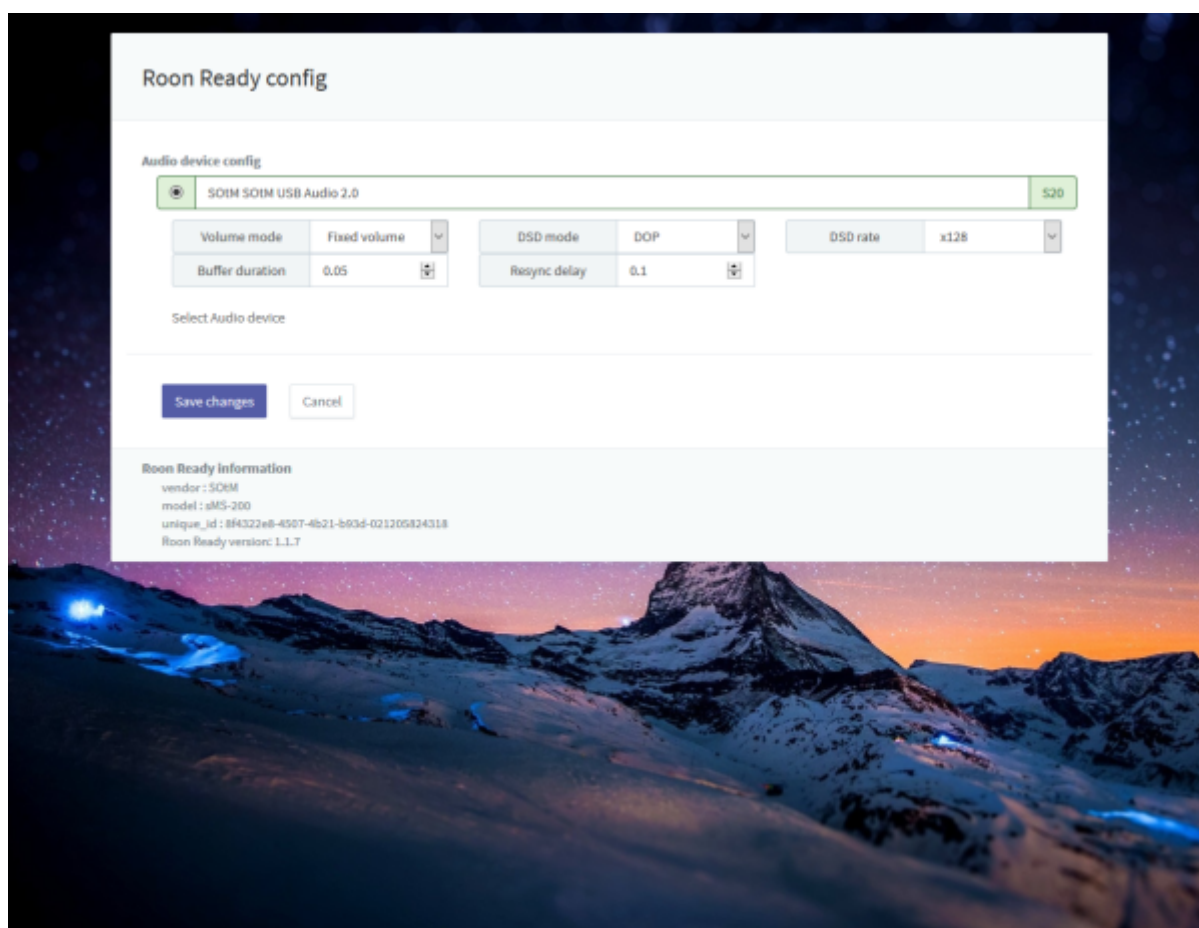 Roon Ready config
Audio device config
SOtM SOtM USB Audio 2.0 S20
Volume mode Fixed volume DSD mode DOP DSD rate x128
Buffer duration 0.05 Resync delay 0.1
Select Audio device
Save changes Cancel
Roon Ready information
vendor : SOtM
model : sMS-200
unique_id : 8f4322e8-4507-4b21-b93d-021205824318
Roon Ready version: 1.1.7